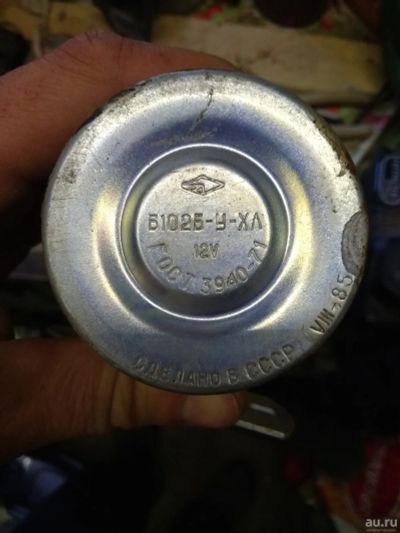 Б102Б-У-ХЛ
12V
ГОСТ 3940-71
СДЕЛАНО В СССР
VIII-85
au.ru